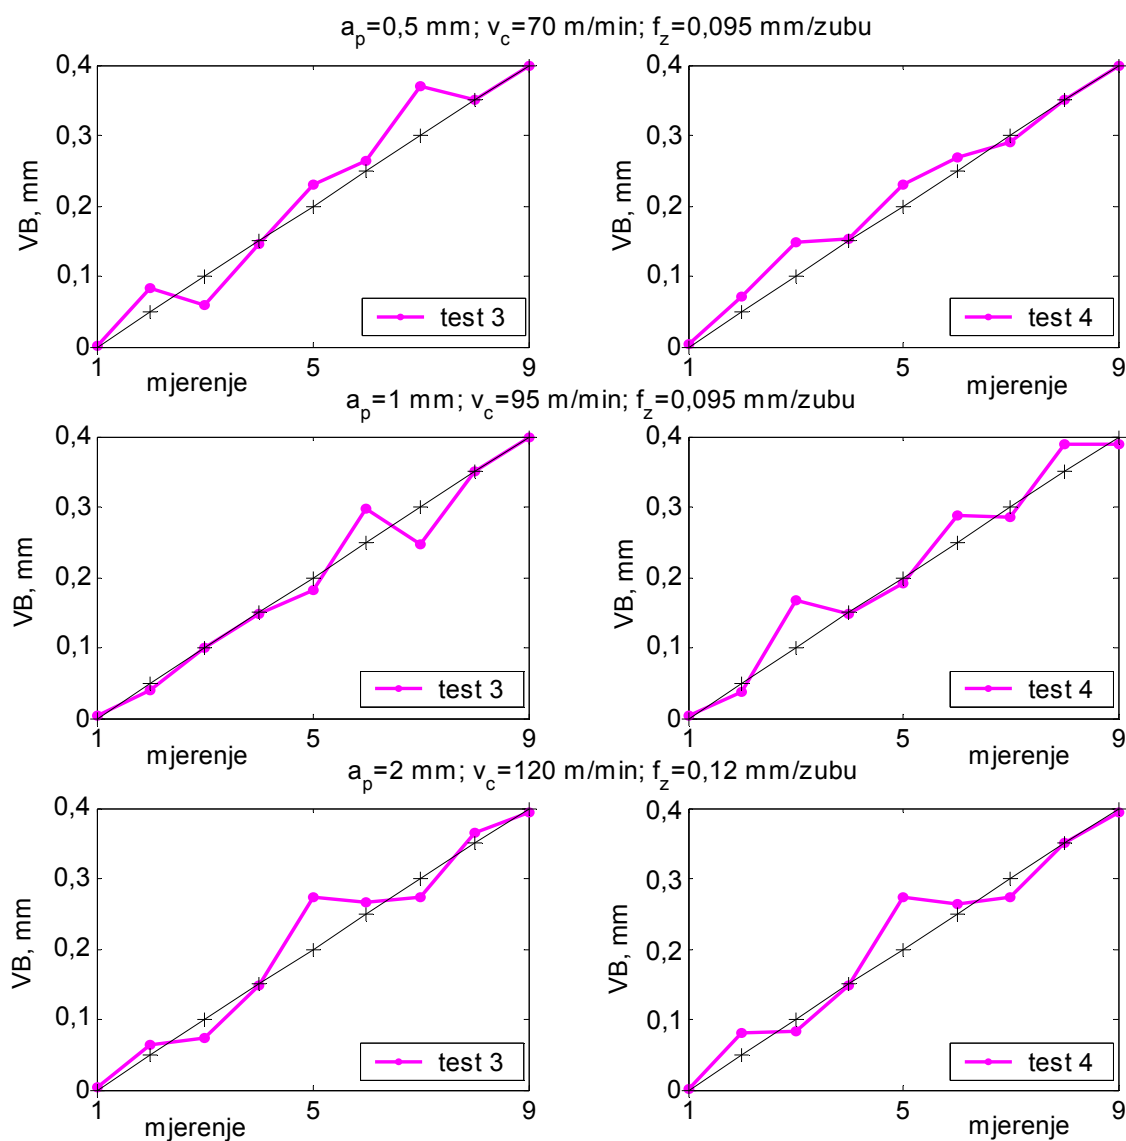 a_p=0,5 mm; v_c=70 m/min; f_z=0,095 mm/zubu
0,4
0,3
0,2
0,1
0
VB, mm
test 3
1
5
9
mjerenje
0,4
0,3
0,2
0,1
0
VB, mm
test 4
1
5
9
mjerenje
a_p=1 mm; v_c=95 m/min; f_z=0,095 mm/zubu
0,4
0,3
0,2
0,1
0
VB, mm
test 3
1
5
9
mjerenje
0,4
0,3
0,2
0,1
0
VB, mm
test 4
1
5
9
mjerenje
a_p=2 mm; v_c=120 m/min; f_z=0,12 mm/zubu
0,4
0,3
0,2
0,1
0
VB, mm
test 3
1
5
9
mjerenje
0,4
0,3
0,2
0,1
0
VB, mm
test 4
1
5
9
mjerenje